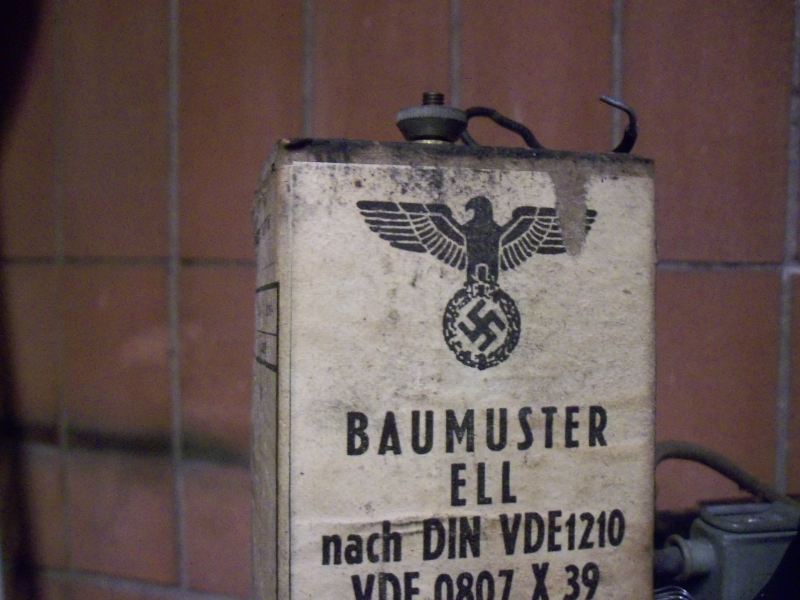 BAUMUSTER
ELL
nach DIN VDE1210
VDE 0807 X 39